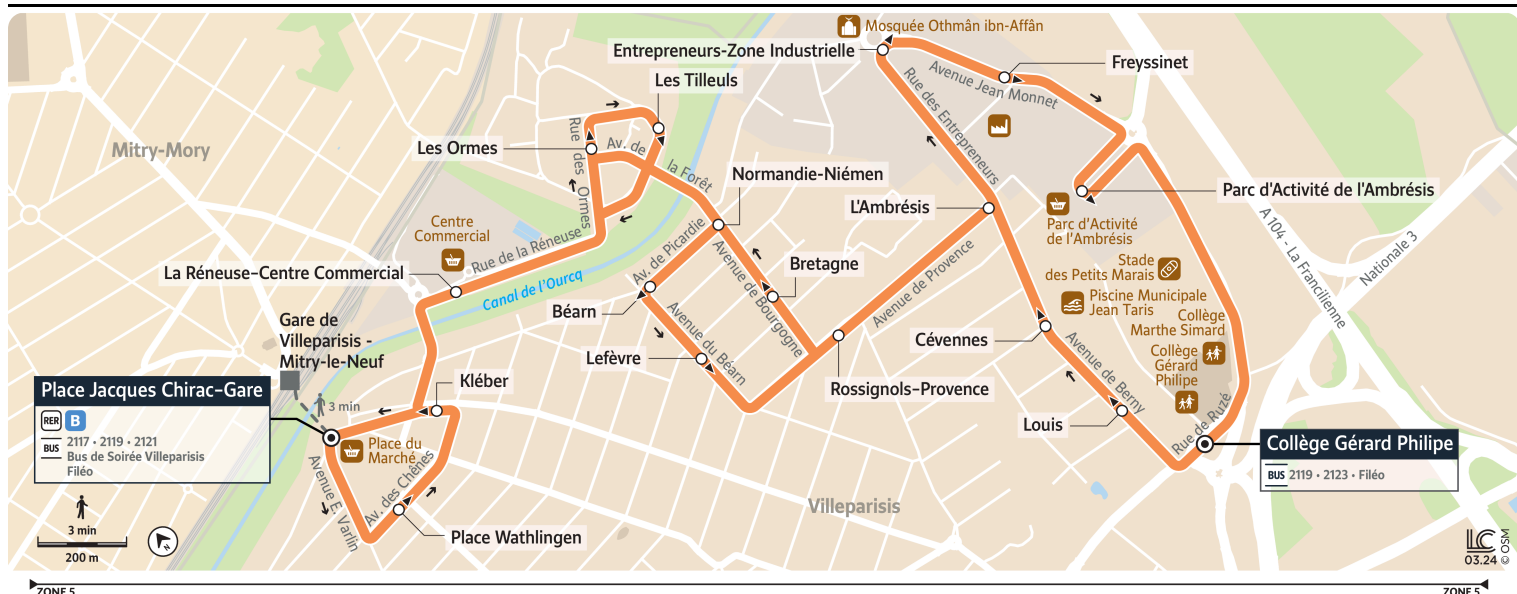 Mosquée Othmân ibn-Affân
Entrepreneurs-Zone Industrielle
Freyssinet
Les Tilleuls
Avenue Jean Monnet
Rue des Entrepreneurs
Mitry-Mory
Les Ormes
Rue des Ormes
Av. de la Forêt
Normandie-Niémen
L'Ambrésis
Parc d'Activité de l'Ambrésis
Parc d'Activité
de l'Ambrésis
A 104 - La Francilienne
Nationale 3
Centre
Commercial
Rue de la Réneuse
Av. de Picardie
Avenue de Bourgogne
Bretagne
Avenue de Provence
Stade
des Petits Marais
La Réneuse-Centre Commercial
Canal de l'Ourcq
Piscine Municipale
Jean Taris
Collège
Marthe Simard
Béarn
Avenue du Béarn
Gare de
Villeparisis -
Mitry-le-Neuf
Cévennes
Avenue de Berny
Collège
Gérard
Philipe
Lefèvre
Kléber
Rossignols-Provence
Place Jacques Chirac-Gare
RER B
BUS
2117 • 2119 • 2121
Bus de Soirée Villeparisis
Filéo
3 min
Place du
Marché
Louis
Rue de Ruzé
Collège Gérard Philipe
BUS 2119 • 2123 • Filéo
Avenue E. Varlin
Av. des Chênes
Villeparisis
Place Wathlingen
3 min
200 m
N
LC
03.24
© OSM
ZONE 5
ZONE 5